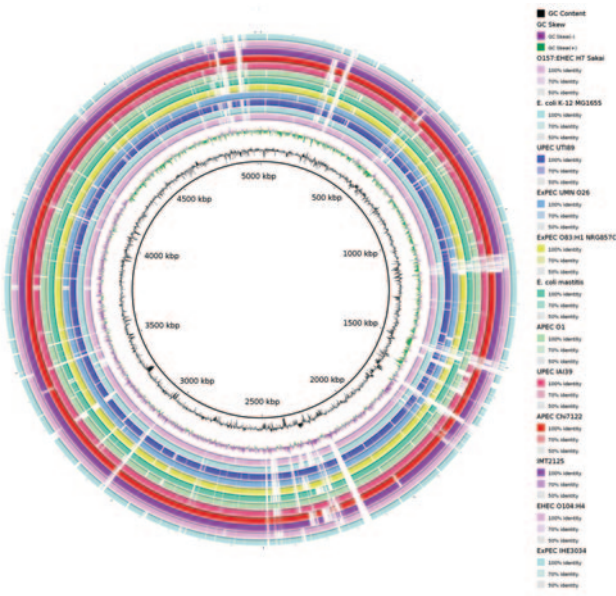 GC Content
GC Skew
GC Skew(-)
GC Skew(+)
O157:EHEC H7 Sakai
100% identity
70% identity
50% identity
E. coli K-12 MG1655
100% identity
70% identity
50% identity
UPEC UTI89
100% identity
70% identity
50% identity
ExPEC UMN O26
100% identity
70% identity
50% identity
ExPEC O83:H1 NRG857C
100% identity
70% identity
50% identity
E. coli mastitis
100% identity
70% identity
50% identity
APEC O1
100% identity
70% identity
50% identity
UPEC IAI39
100% identity
70% identity
50% identity
APEC Chi7122
100% identity
70% identity
50% identity
IMT2125
100% identity
70% identity
50% identity
EHEC O104:H4
100% identity
70% identity
50% identity
ExPEC IHE3034
100% identity
70% identity
50% identity
5000 kbp
500 kbp
1000 kbp
1500 kbp
2000 kbp
2500 kbp
3000 kbp
3500 kbp
4000 kbp
4500 kbp